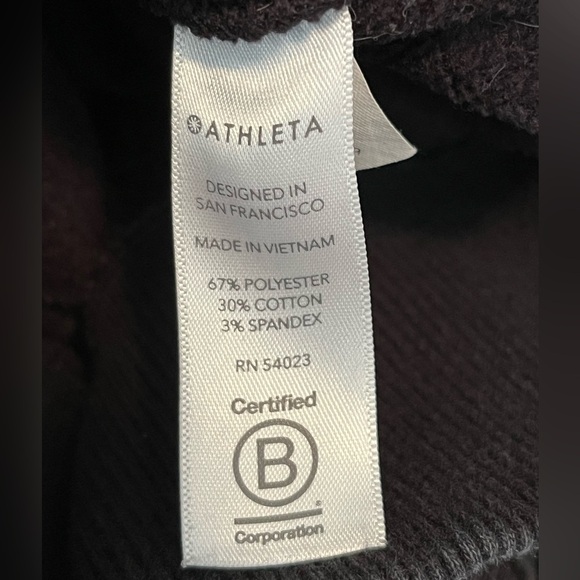 ATHLETA
DESIGNED IN
SAN FRANCISCO
MADE IN VIETNAM
67% POLYESTER
30% COTTON
3% SPANDEX
RN 54023
Certified
B
®
Corporation